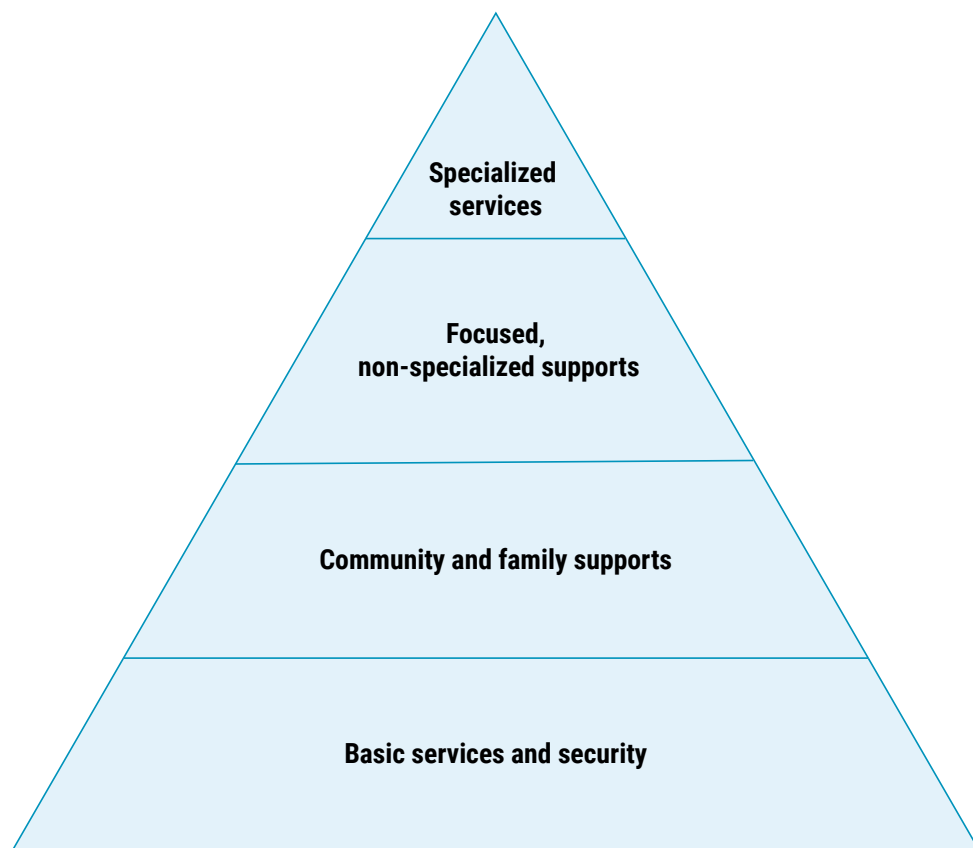 Specialized
services
Focused,
non-specialized supports
Community and family supports
Basic services and security